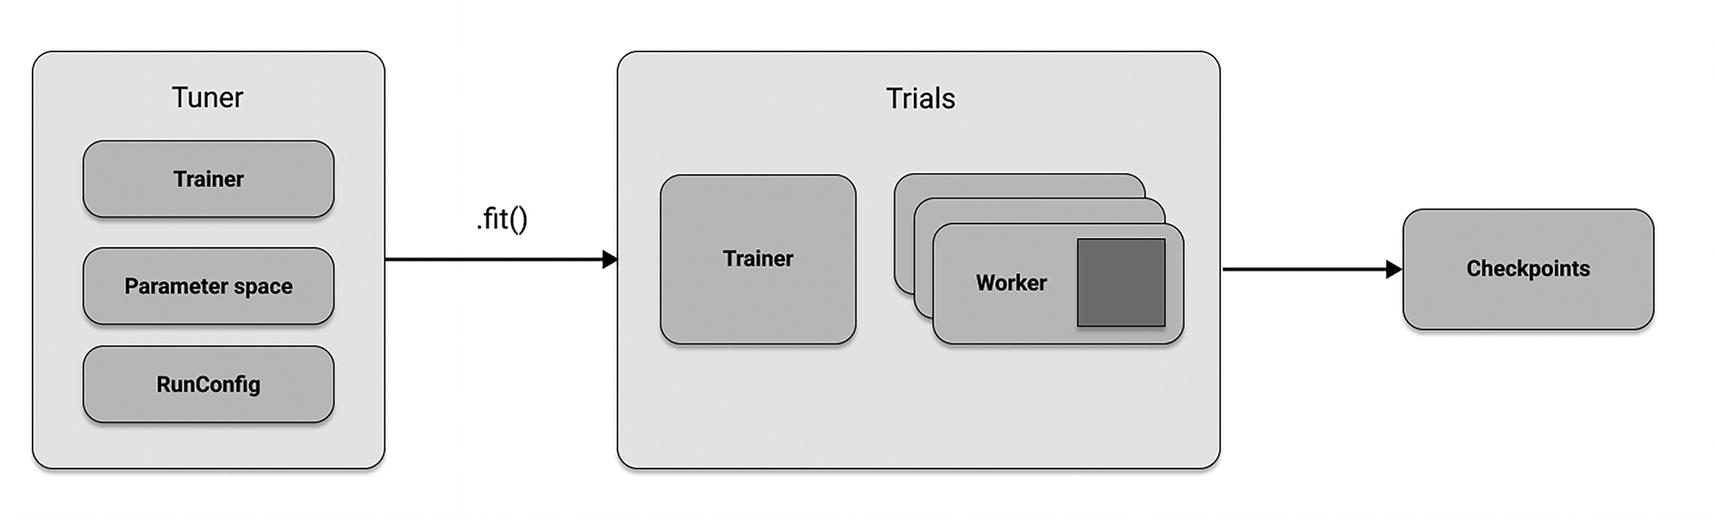 Tuner
Trainer
Parameter space
RunConfig
.fit()
Trials
Trainer
Worker
Checkpoints